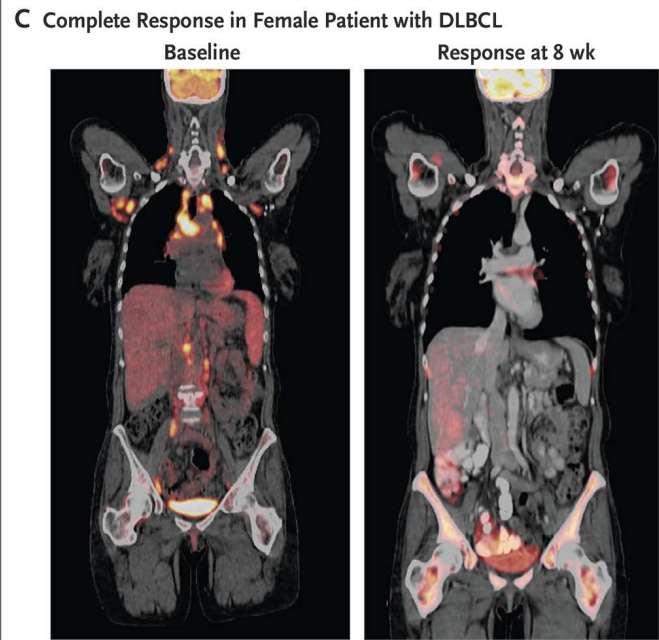 C Complete Response in Female Patient with DLBCL
Baseline
Response at 8 wk